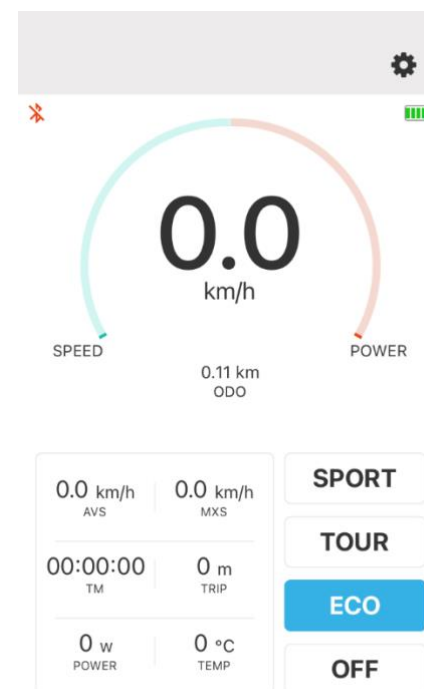 0.0
km/h
SPEED
POWER
0.11 km
ODO
0.0 km/h
AVS
0.0 km/h
MXS
00:00:00
TM
0 m
TRIP
0 w
POWER
0 °C
TEMP
SPORT
TOUR
ECO
OFF